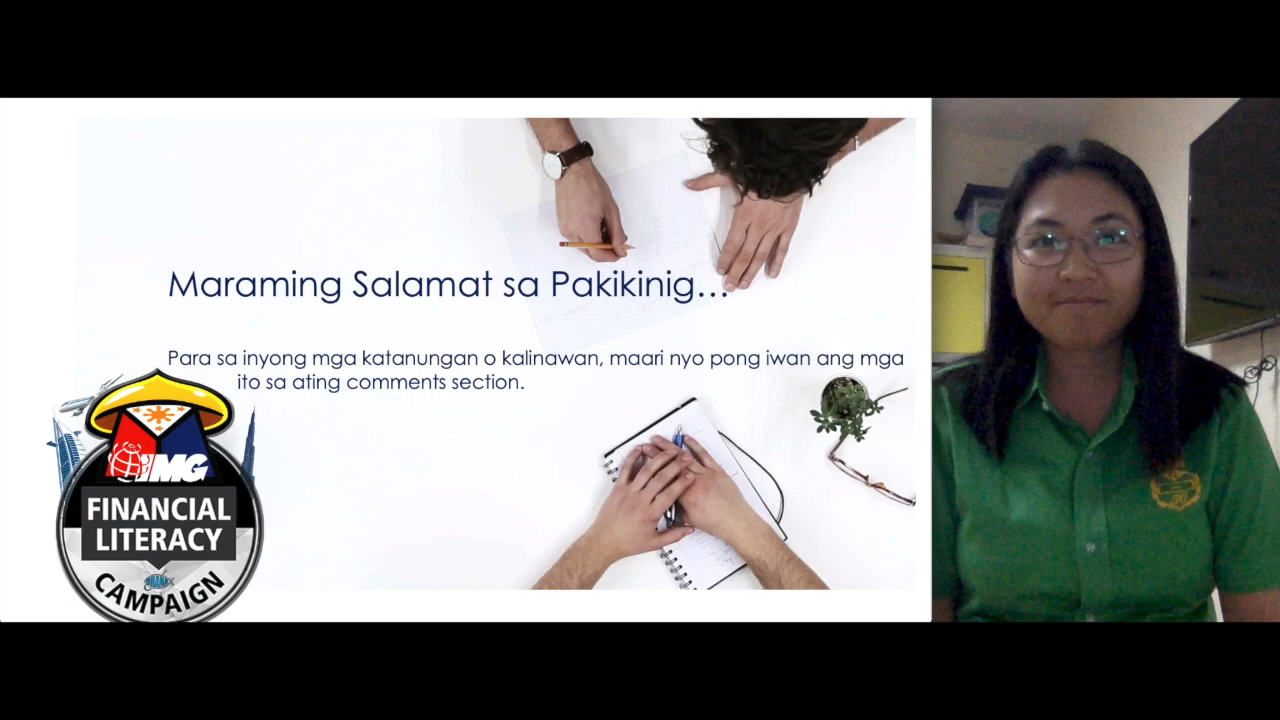 Maraming Salamat sa Pakikinig...
Para sa inyong mga katanungan o kalinawan, maari nyo pong iwan ang mga
ito sa ating comments section.
IMG
FINANCIAL
LITERACY
CAMPAIGN